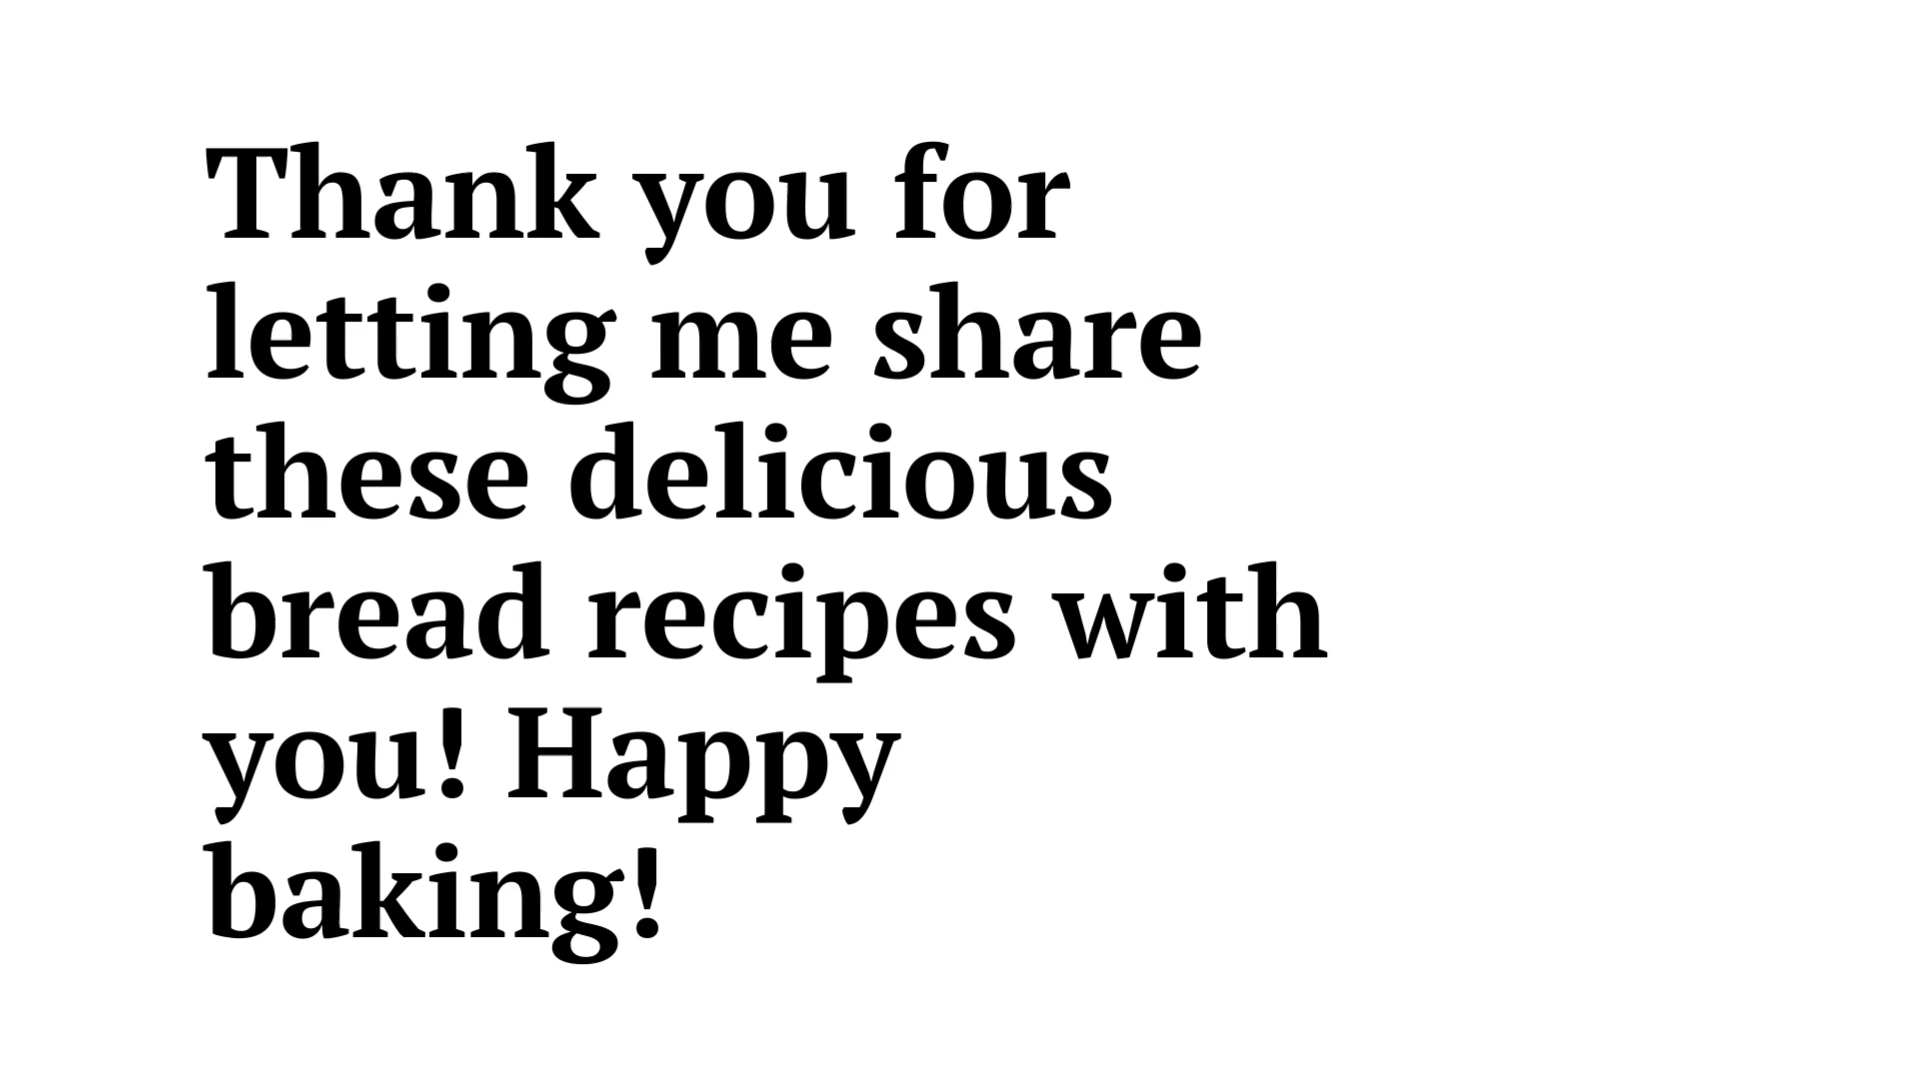 Thank you for
letting me share
these delicious
bread recipes with
you! Happy
baking!